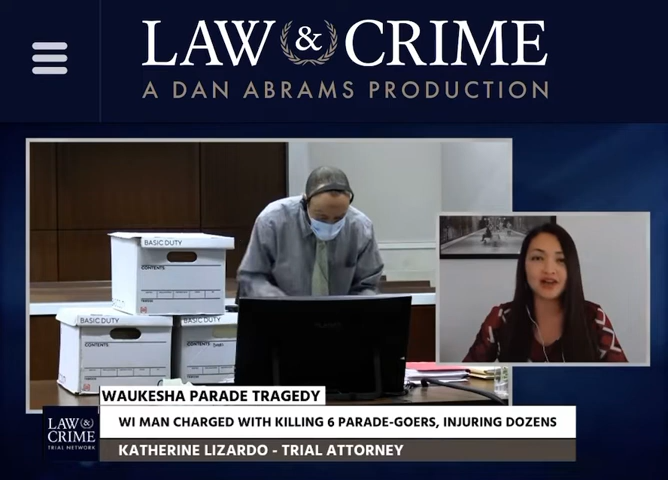 LAW & CRIME
A DAN ABRAMS PRODUCTION
BASIC DUTY
CONTENTS
BASIC DUTY
CONTENTS
BASIC DUTY
CONTENTS
WAUKESHA PARADE TRAGEDY
WI MAN CHARGED WITH KILLING 6 PARADE-GOERS, INJURING DOZENS
LAW &
CRIME
TRIAL NETWORK
KATHERINE LIZARDO - TRIAL ATTORNEY